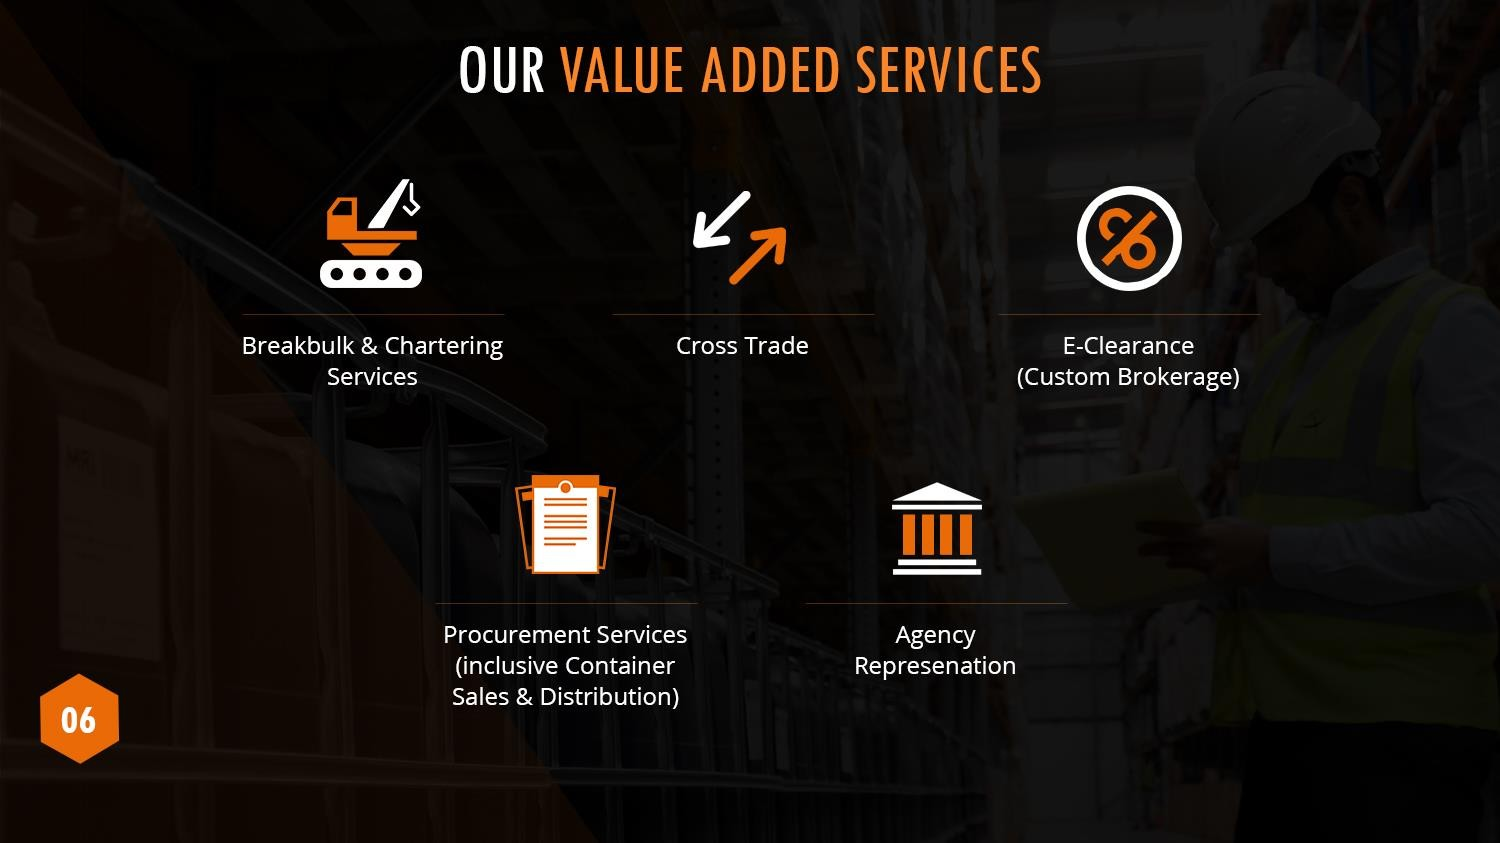 OUR VALUE ADDED SERVICES
Breakbulk & Chartering
Services
Cross Trade
E-Clearance
(Custom Brokerage)
Procurement Services
(inclusive Container
Sales & Distribution)
Agency
Represenation
06